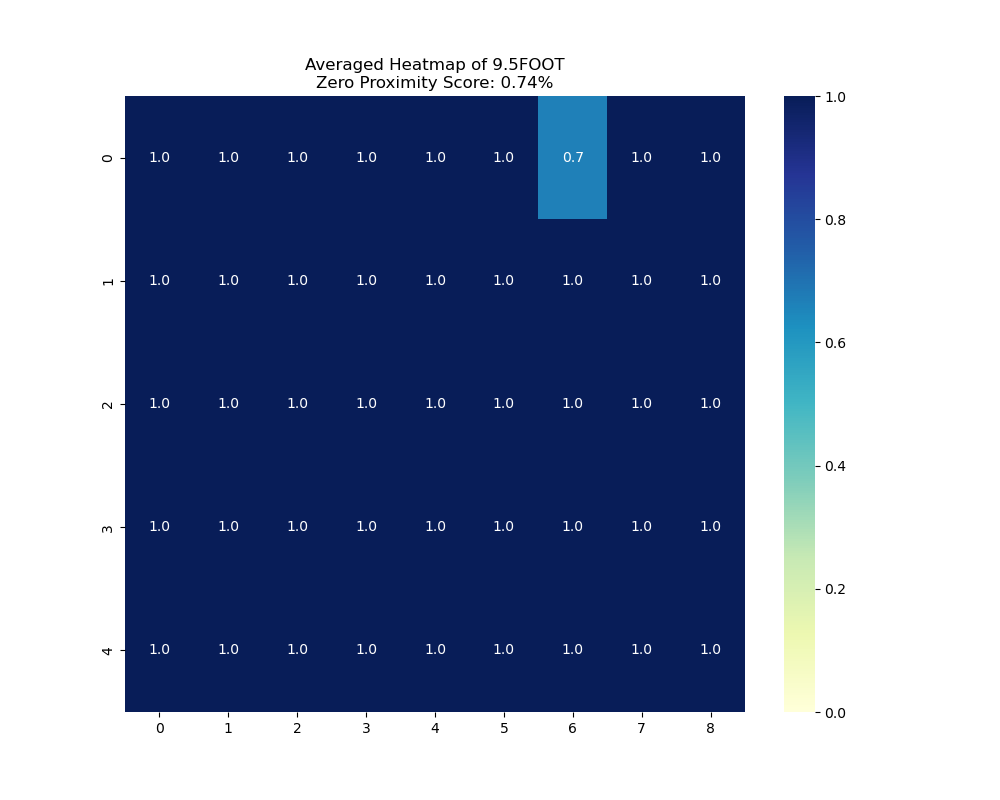 Averaged Heatmap of 9.5FOOT
Zero Proximity Score: 0.74%
1.0
0 1.0 1.0 1.0 1.0 1.0 1.0 0.7 1.0 1.0
0.8
1 1.0 1.0 1.0 1.0 1.0 1.0 1.0 1.0 1.0
0.6
2 1.0 1.0 1.0 1.0 1.0 1.0 1.0 1.0 1.0
0.4
3 1.0 1.0 1.0 1.0 1.0 1.0 1.0 1.0 1.0
0.2
4 1.0 1.0 1.0 1.0 1.0 1.0 1.0 1.0 1.0
0.0
0 1 2 3 4 5 6 7 8